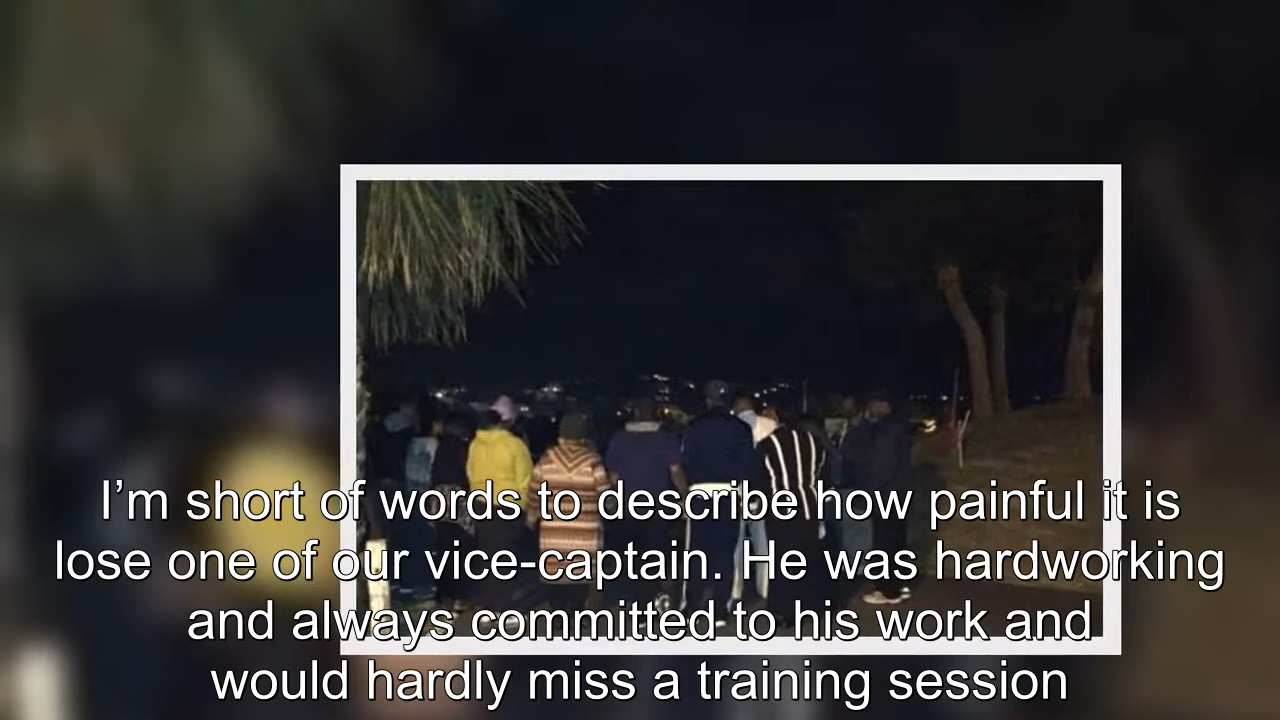 I’m short of words to describe how painful it is
lose one of our vice-captain. He was hardworking
and always committed to his work and
would hardly miss a training session